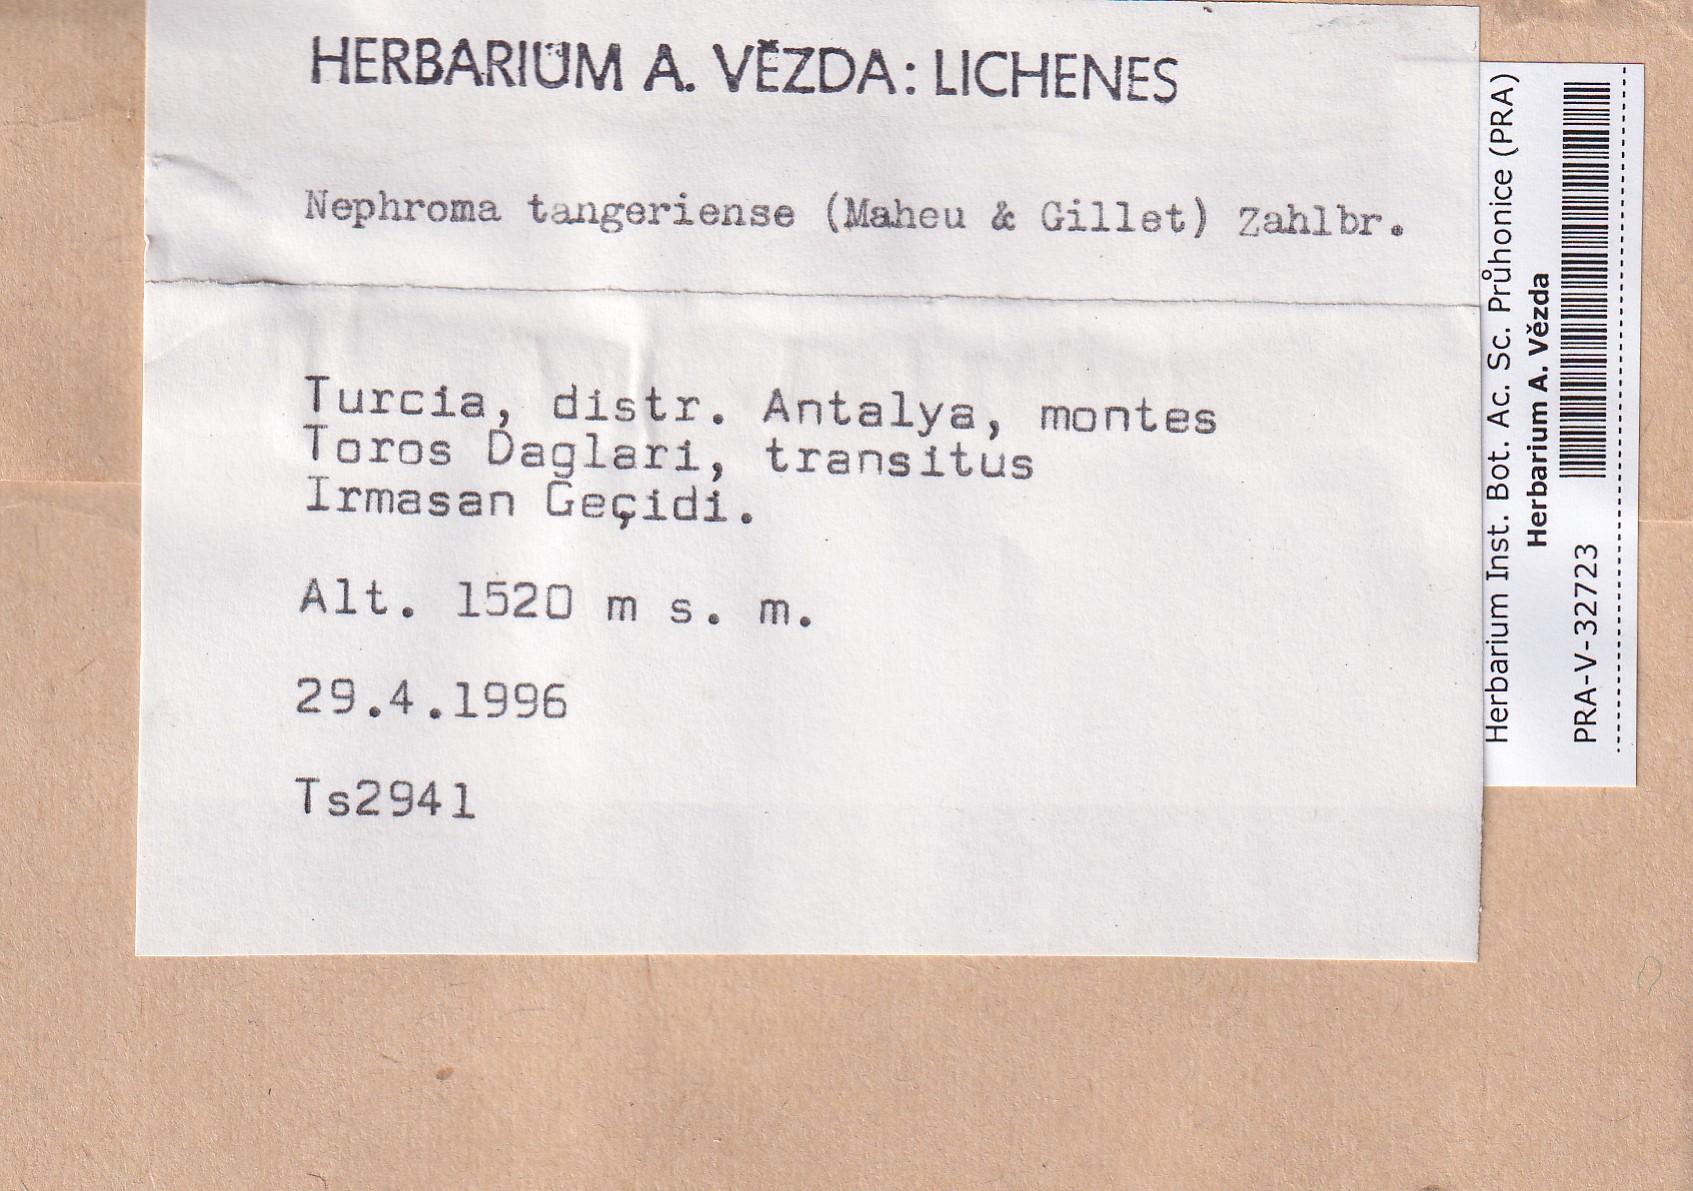 HERBARIUM A. VĚZDA: LICHENES
Nephroma tangeriense (Maheu & Gillet) Zahlbr.
Turcia, distr. Antalya, montes
Toros Daglari, transitus
Irmasan Geçidi.
Alt. 1520 m s. m.
29.4.1996
Ts2941
Herbarium Inst. Bot. Ac. Sc. Průhonice (PRA)
Herbarium A. Vězda
PRA-V-32723